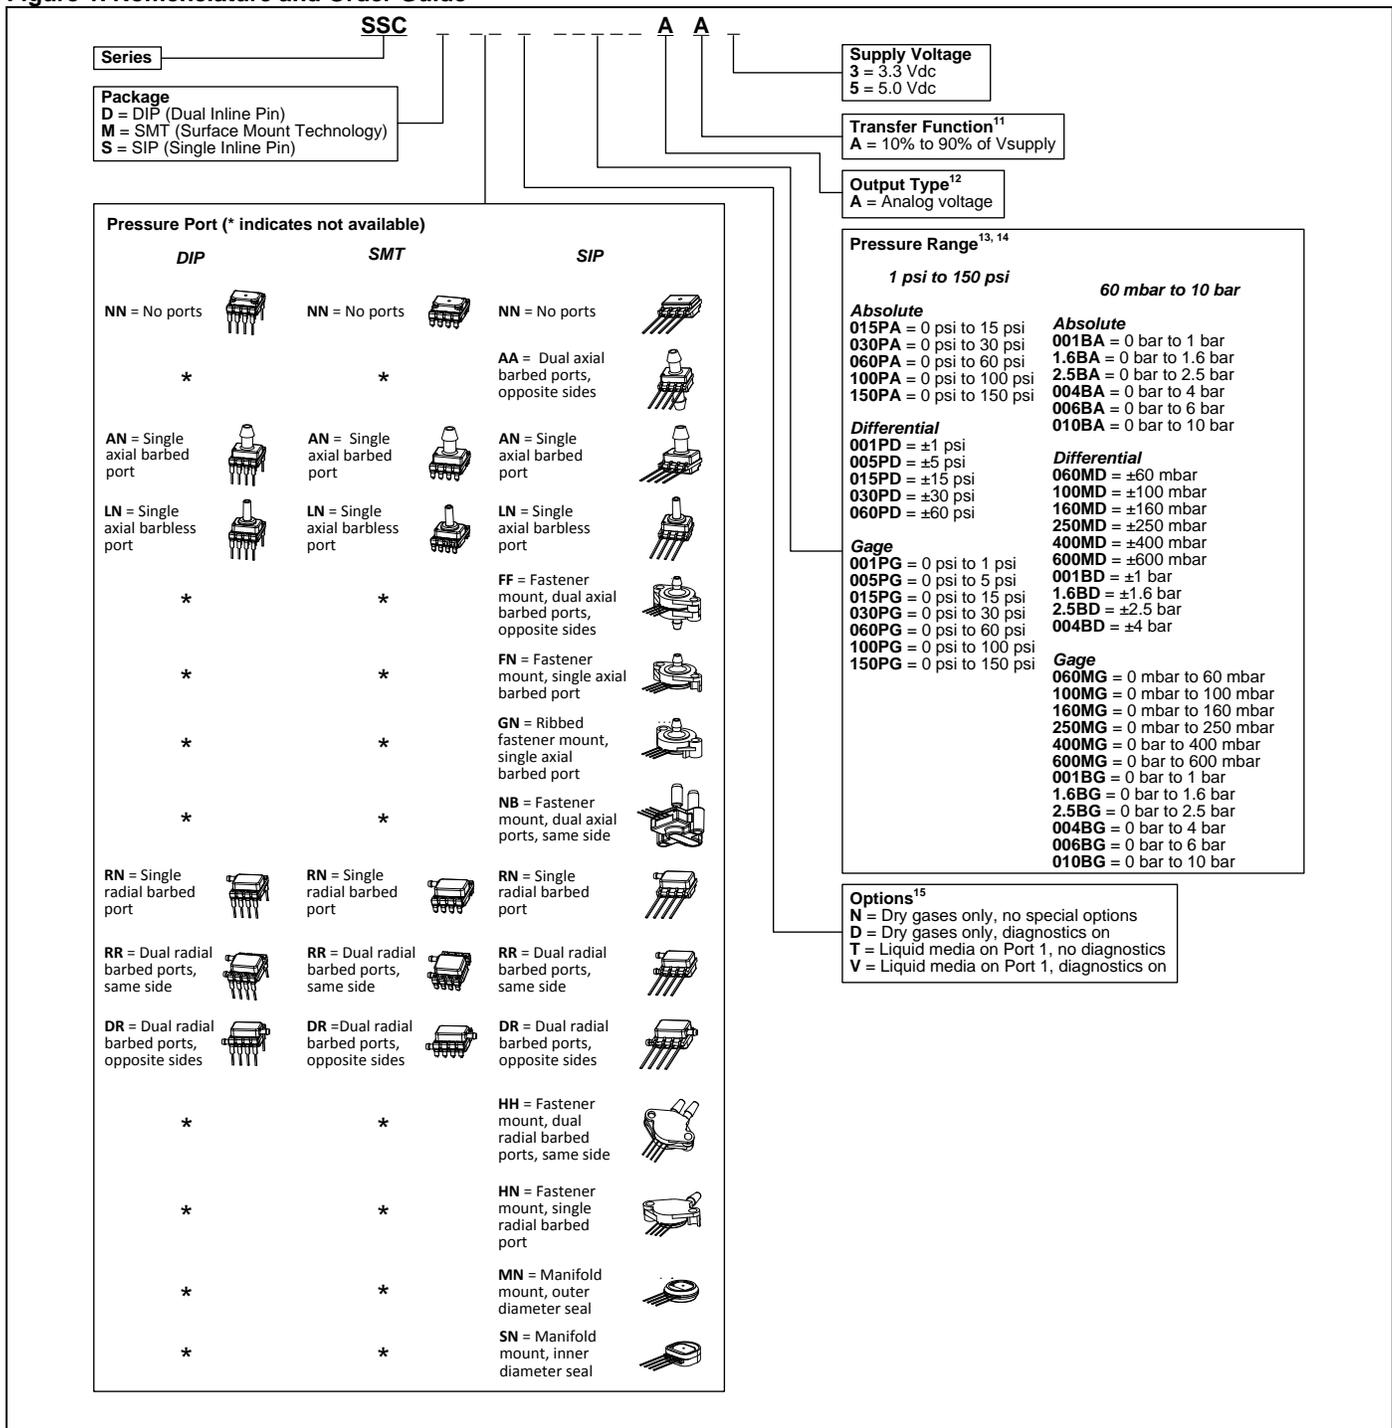 SSC A A
Series
Package
D = DIP (Dual Inline Pin)
M = SMT (Surface Mount Technology)
S = SIP (Single Inline Pin)
Supply Voltage
3 = 3.3 Vdc
5 = 5.0 Vdc
Transfer Function11
A = 10% to 90% of Vsupply
Output Type12
A = Analog voltage
Pressure Port (* indicates not available)
DIP SMT SIP
NN = No ports NN = No ports NN = No ports
AA = Dual axial
barbed ports,
* *
opposite sides
AN = Single AN = Single AN = Single
axial barbed axial barbed axial barbed
port port port
LN = Single LN = Single LN = Single
axial barbless axial barbless axial barbless
port port port
FF = Fastener
mount, dual axial
* * barbed ports,
opposite sides
FN = Fastener
* * mount, single axial
barbed port
GN = Ribbed
fastener mount,
* * single axial
barbed port
NB = Fastener
* * mount, dual axial
ports, same side
RN = Single RN = Single RN = Single
radial barbed radial barbed radial barbed
port port port
RR = Dual radial RR = Dual radial RR = Dual radial
barbed ports, barbed ports, barbed ports,
same side same side same side
DR = Dual radial DR =Dual radial DR = Dual radial
barbed ports, barbed ports, barbed ports,
opposite sides opposite sides opposite sides
HH = Fastener
* * mount, dual
radial barbed
ports, same side
HN = Fastener
* * mount, single
radial barbed
port
MN = Manifold
* * mount, outer
diameter seal
SN = Manifold
* * mount, inner
diameter seal
Pressure Range13, 14
1 psi to 150 psi
Absolute
015PA = 0 psi to 15 psi
030PA = 0 psi to 30 psi
060PA = 0 psi to 60 psi
100PA = 0 psi to 100 psi
150PA = 0 psi to 150 psi
Differential
001PD = ±1 psi
005PD = ±5 psi
015PD = ±15 psi
030PD = ±30 psi
060PD = ±60 psi
Gage
001PG = 0 psi to 1 psi
005PG = 0 psi to 5 psi
015PG = 0 psi to 15 psi
030PG = 0 psi to 30 psi
060PG = 0 psi to 60 psi
100PG = 0 psi to 100 psi
150PG = 0 psi to 150 psi
60 mbar to 10 bar
Absolute
001BA = 0 bar to 1 bar
1.6BA = 0 bar to 1.6 bar
2.5BA = 0 bar to 2.5 bar
004BA = 0 bar to 4 bar
006BA = 0 bar to 6 bar
010BA = 0 bar to 10 bar
Differential
060MD = ±60 mbar
100MD = ±100 mbar
160MD = ±160 mbar
250MD = ±250 mbar
400MD = ±400 mbar
600MD = ±600 mbar
001BD = ±1 bar
1.6BD = ±1.6 bar
2.5BD = ±2.5 bar
004BD = ±4 bar
Gage
060MG = 0 mbar to 60 mbar
100MG = 0 mbar to 100 mbar
160MG = 0 mbar to 160 mbar
250MG = 0 mbar to 250 mbar
400MG = 0 bar to 400 mbar
600MG = 0 bar to 600 mbar
001BG = 0 bar to 1 bar
1.6BG = 0 bar to 1.6 bar
2.5BG = 0 bar to 2.5 bar
004BG = 0 bar to 4 bar
006BG = 0 bar to 6 bar
010BG = 0 bar to 10 bar
Options15
N = Dry gases only, no special options
D = Dry gases only, diagnostics on
T = Liquid media on Port 1, no diagnostics
V = Liquid media on Port 1, diagnostics on